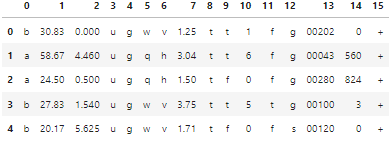 0 1 2 3 4 5 6 7 8 9 10 11 12 13 14 15
0 b 30.83 0.000 u g w v 1.25 t t 1 f g 00202 0 +
1 a 58.67 4.460 u g q h 3.04 t t 6 f g 00043 560 +
2 a 24.50 0.500 u g q h 1.50 t f 0 f g 00280 824 +
3 b 27.83 1.540 u g w v 3.75 t t 5 t g 00100 3 +
4 b 20.17 5.625 u g w v 1.71 t f 0 f s 00120 0 +